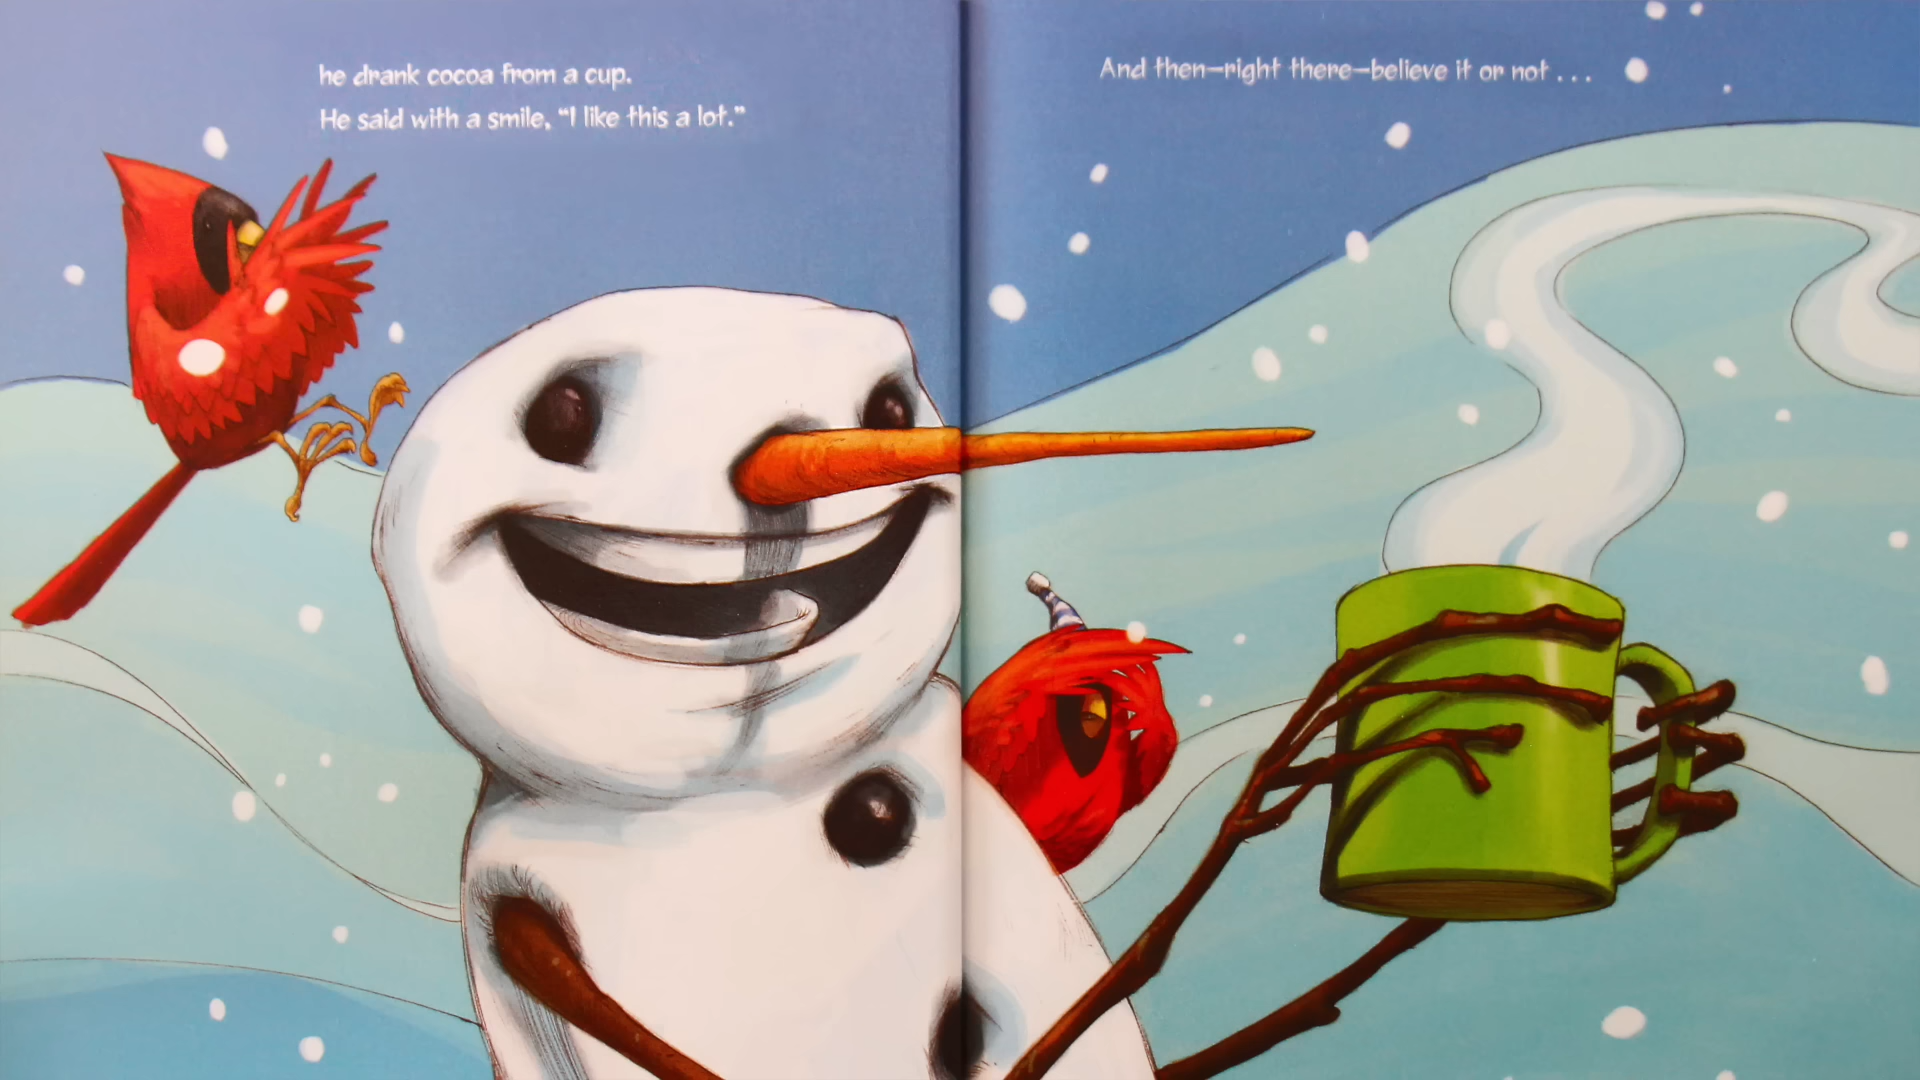 he drank cocoa from a cup.
He said with a smile, “I like this a lot.”
And then—right there—believe it or not . . .